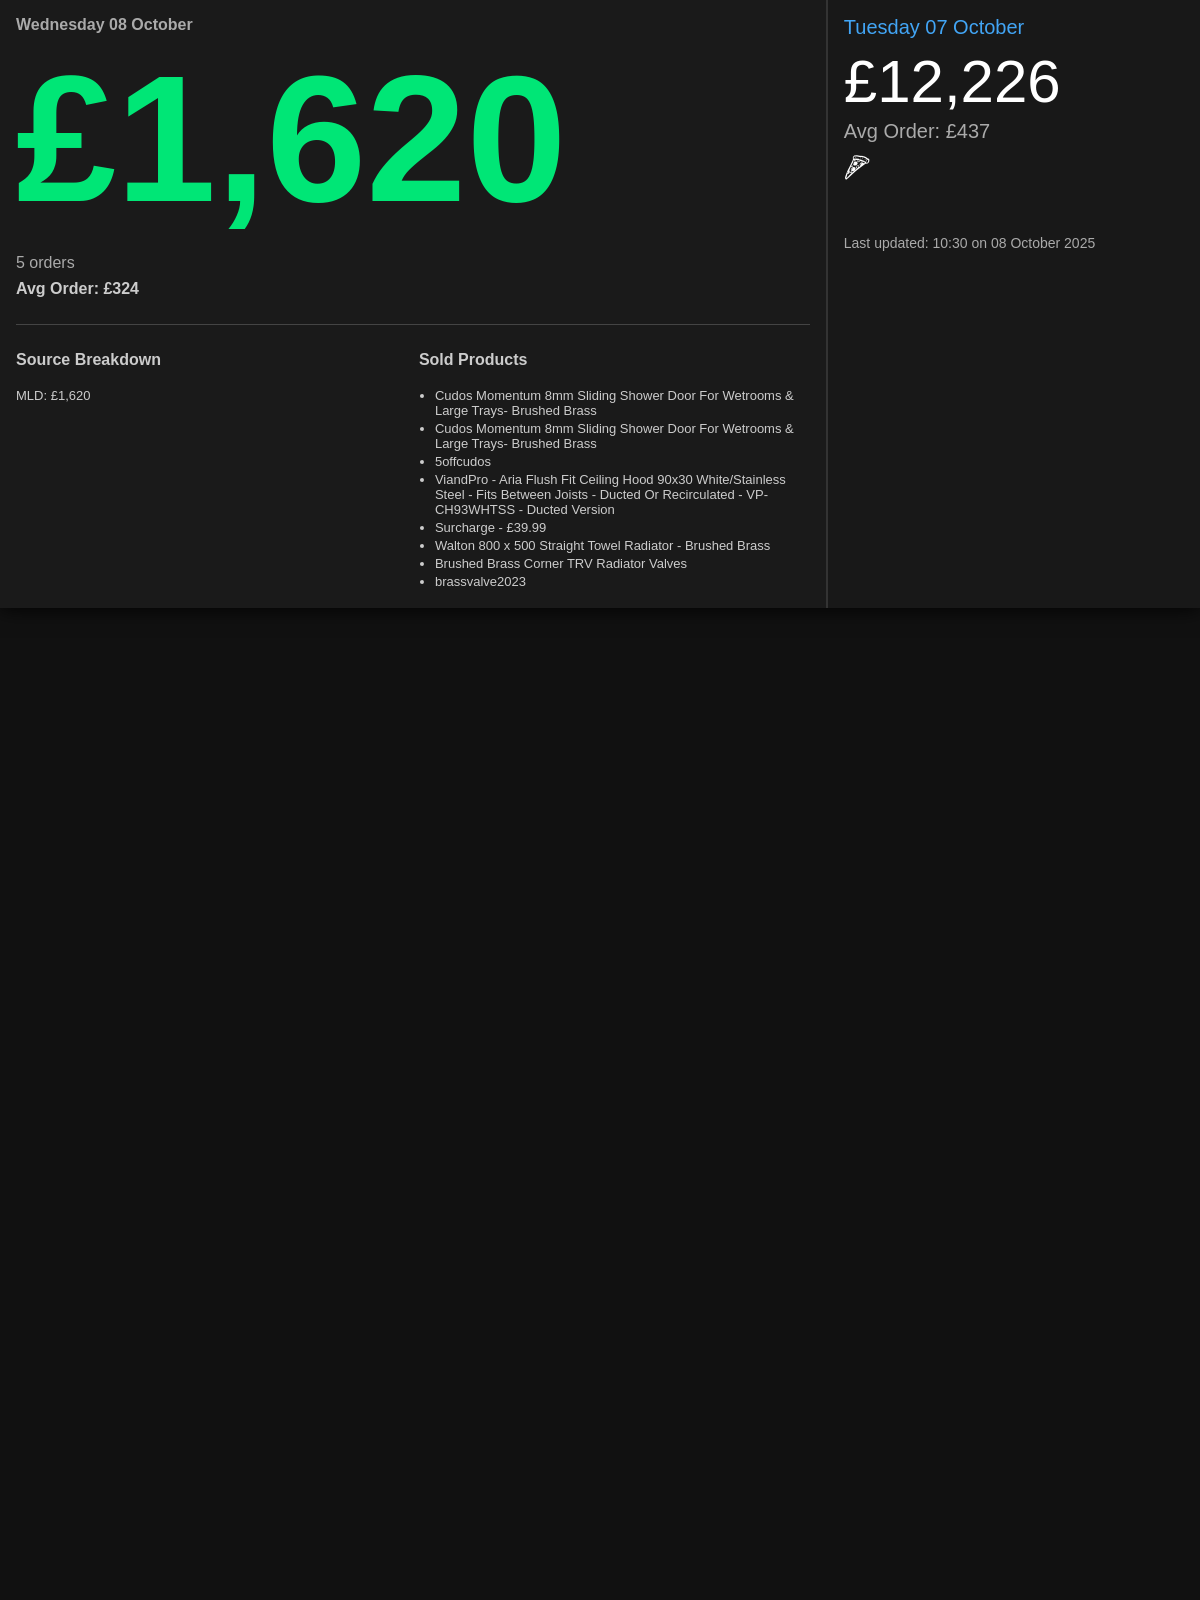 Wednesday 08 October
£1,620
5 orders
Avg Order: £324
Source Breakdown
MLD: £1,620
Sold Products
Cudos Momentum 8mm Sliding Shower Door For Wetrooms &
Large Trays- Brushed Brass
Cudos Momentum 8mm Sliding Shower Door For Wetrooms &
Large Trays- Brushed Brass
5offcudos
ViandPro - Aria Flush Fit Ceiling Hood 90x30 White/Stainless
Steel - Fits Between Joists - Ducted Or Recirculated - VP-
CH93WHTSS - Ducted Version
Surcharge - £39.99
Walton 800 x 500 Straight Towel Radiator - Brushed Brass
Brushed Brass Corner TRV Radiator Valves
brassvalve2023
Tuesday 07 October
£12,226
Avg Order: £437
Last updated: 10:30 on 08 October 2025